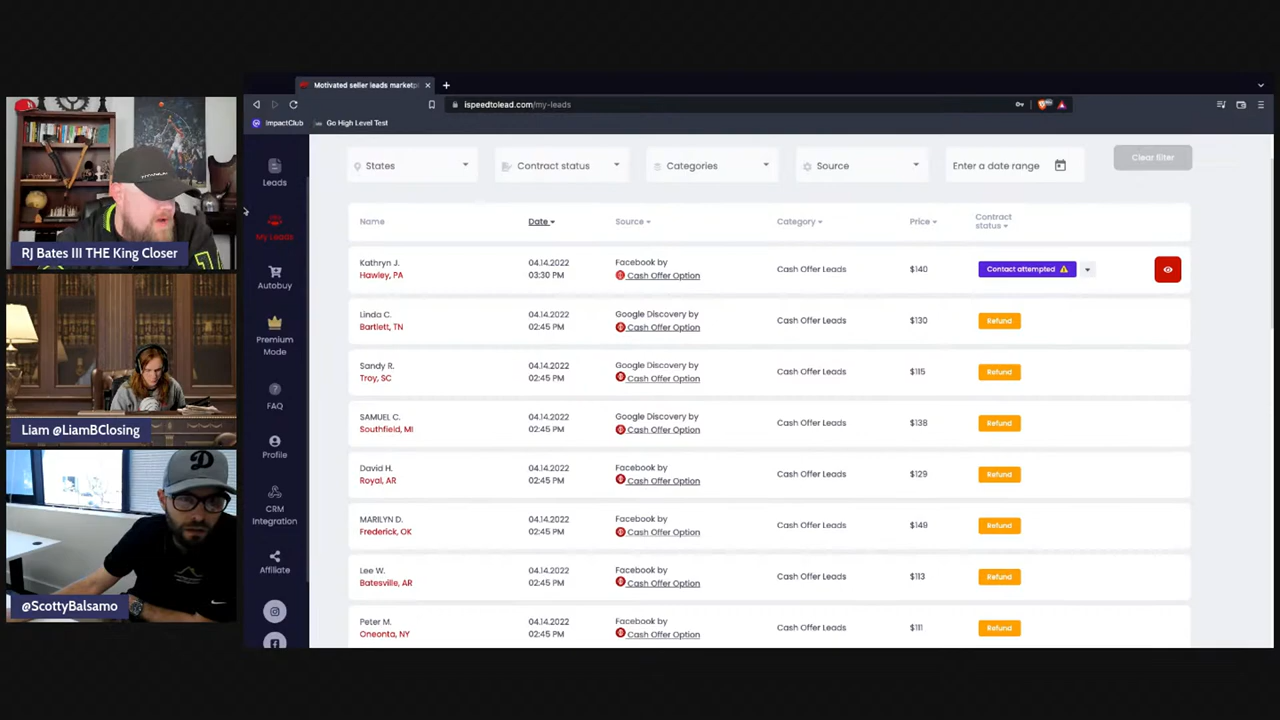 Motivated seller leads marketpl
ispeedtolead.com/my-leads
ImpactClub
Go High Level Test
RJ Bates III THE King Closer
Liam @LiamBClosing
@ScottyBalsamo
Leads
My Leads
Autobuy
Premium
Mode
FAQ
Profile
CRM
Integration
Affiliate
States
Contract status
Categories
Source
Enter a date range
Clear filter
Name
Date
Source
Category
Price
Contract
status
Kathryn J.
Hawley, PA
04.14.2022
03:30 PM
Facebook by
Cash Offer Option
Cash Offer Leads
$140
Contact attempted
Linda C.
Bartlett, TN
04.14.2022
02:45 PM
Google Discovery by
Cash Offer Option
Cash Offer Leads
$130
Refund
Sandy R.
Troy, SC
04.14.2022
02:45 PM
Google Discovery by
Cash Offer Option
Cash Offer Leads
$115
Refund
SAMUEL C.
Southfield, MI
04.14.2022
02:45 PM
Google Discovery by
Cash Offer Option
Cash Offer Leads
$138
Refund
David H.
Royal, AR
04.14.2022
02:45 PM
Facebook by
Cash Offer Option
Cash Offer Leads
$129
Refund
MARILYN D.
Frederick, OK
04.14.2022
02:45 PM
Facebook by
Cash Offer Option
Cash Offer Leads
$149
Refund
Lee W.
Batesville, AR
04.14.2022
02:45 PM
Facebook by
Cash Offer Option
Cash Offer Leads
$113
Refund
Peter M.
Oneonta, NY
04.14.2022
02:45 PM
Facebook by
Cash Offer Option
Cash Offer Leads
$111
Refund